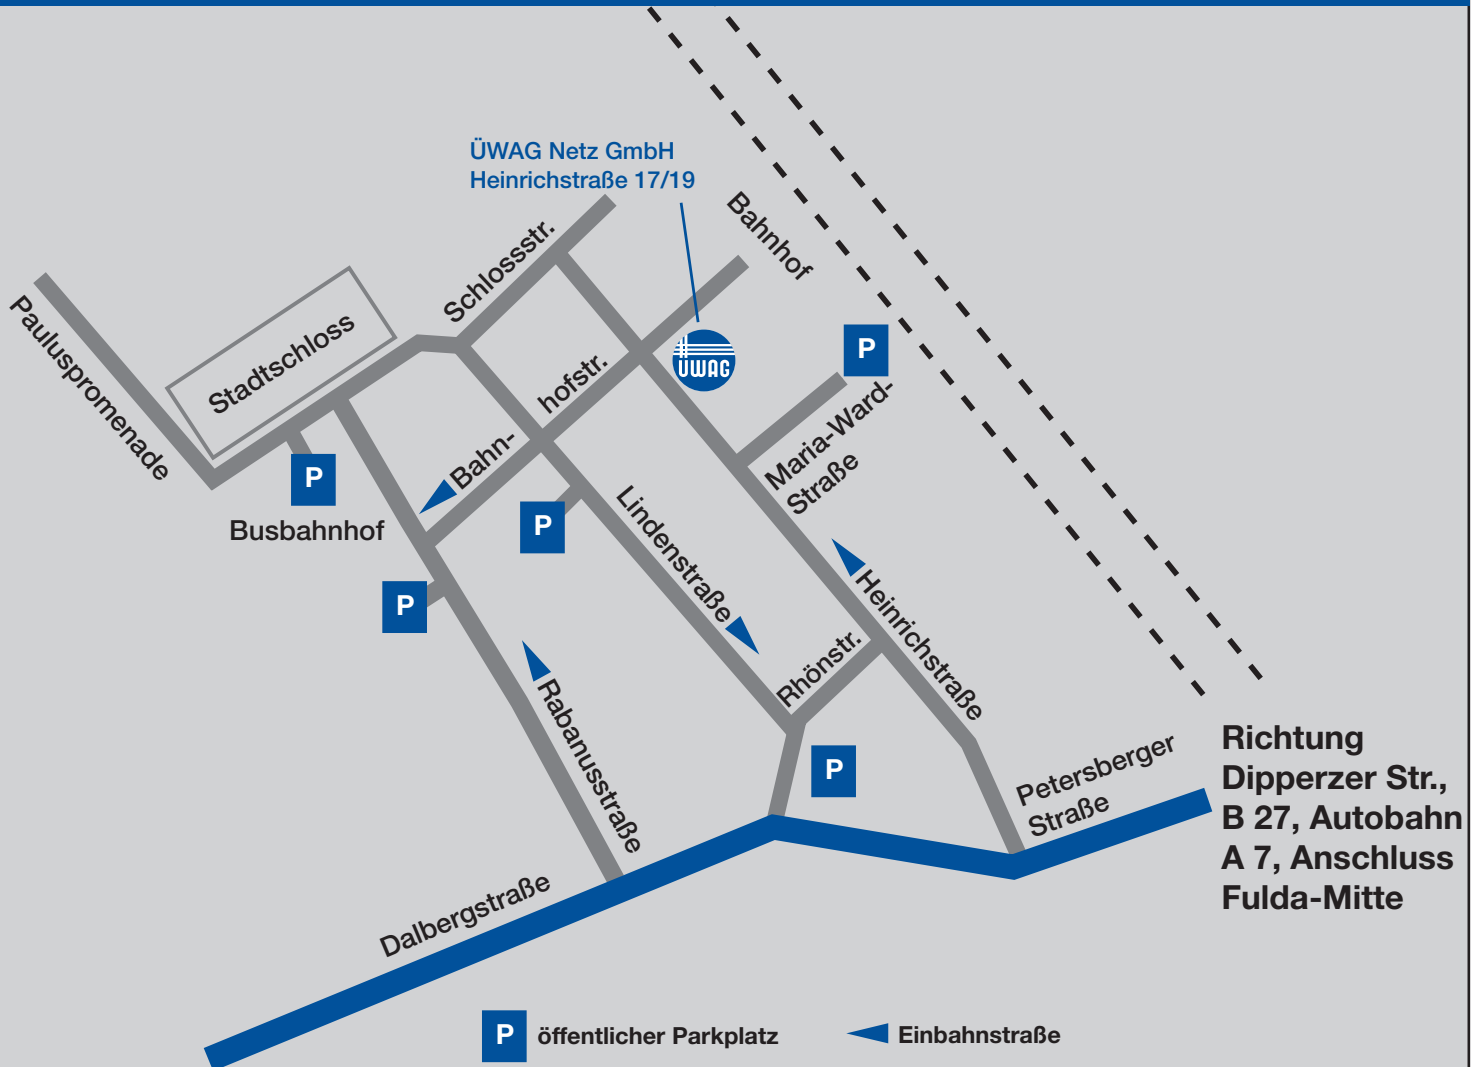 ÜWAG Netz GmbH
Heinrichstraße 17/19
Bahnhof
Schlossstr.
Pauluspromenade
Stadtschloss
ÜWAG
P
hofstr.
Bahn-
Maria-Ward-
Straße
P
Busbahnhof
P
Lindenstraße
P
Heinrichstraße
Rhönstr.
Rabanusstraße
P
Petersberger
Straße
Richtung
Dipperzer Str.,
B 27, Autobahn
A 7, Anschluss
Fulda-Mitte
Dalbergstraße
P öffentlicher Parkplatz
Einbahnstraße